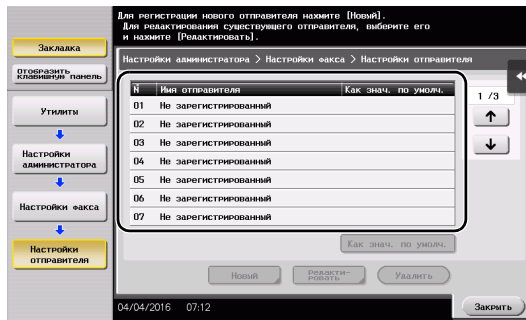 Для регистрации нового отправителя нажмите [Новый].
Для редактирования существующего отправителя, выберите его
и нажмите [Редактировать].
Закладка
Отобразить
клавишную панель
Утилиты
Настройки
администратора
Настройки факса
Настройки
отправителя
Настройки администратора > Настройки факса > Настройки отправителя
N Имя отправителя Как знач. по умолч.
01 Не зарегистрированный
02 Не зарегистрированный
03 Не зарегистрированный
04 Не зарегистрированный
05 Не зарегистрированный
06 Не зарегистрированный
07 Не зарегистрированный
1 /3
Как знач. по умолч.
Новый
Редакти-
ровать
Удалить
04/04/2016 07:12
Закрыть